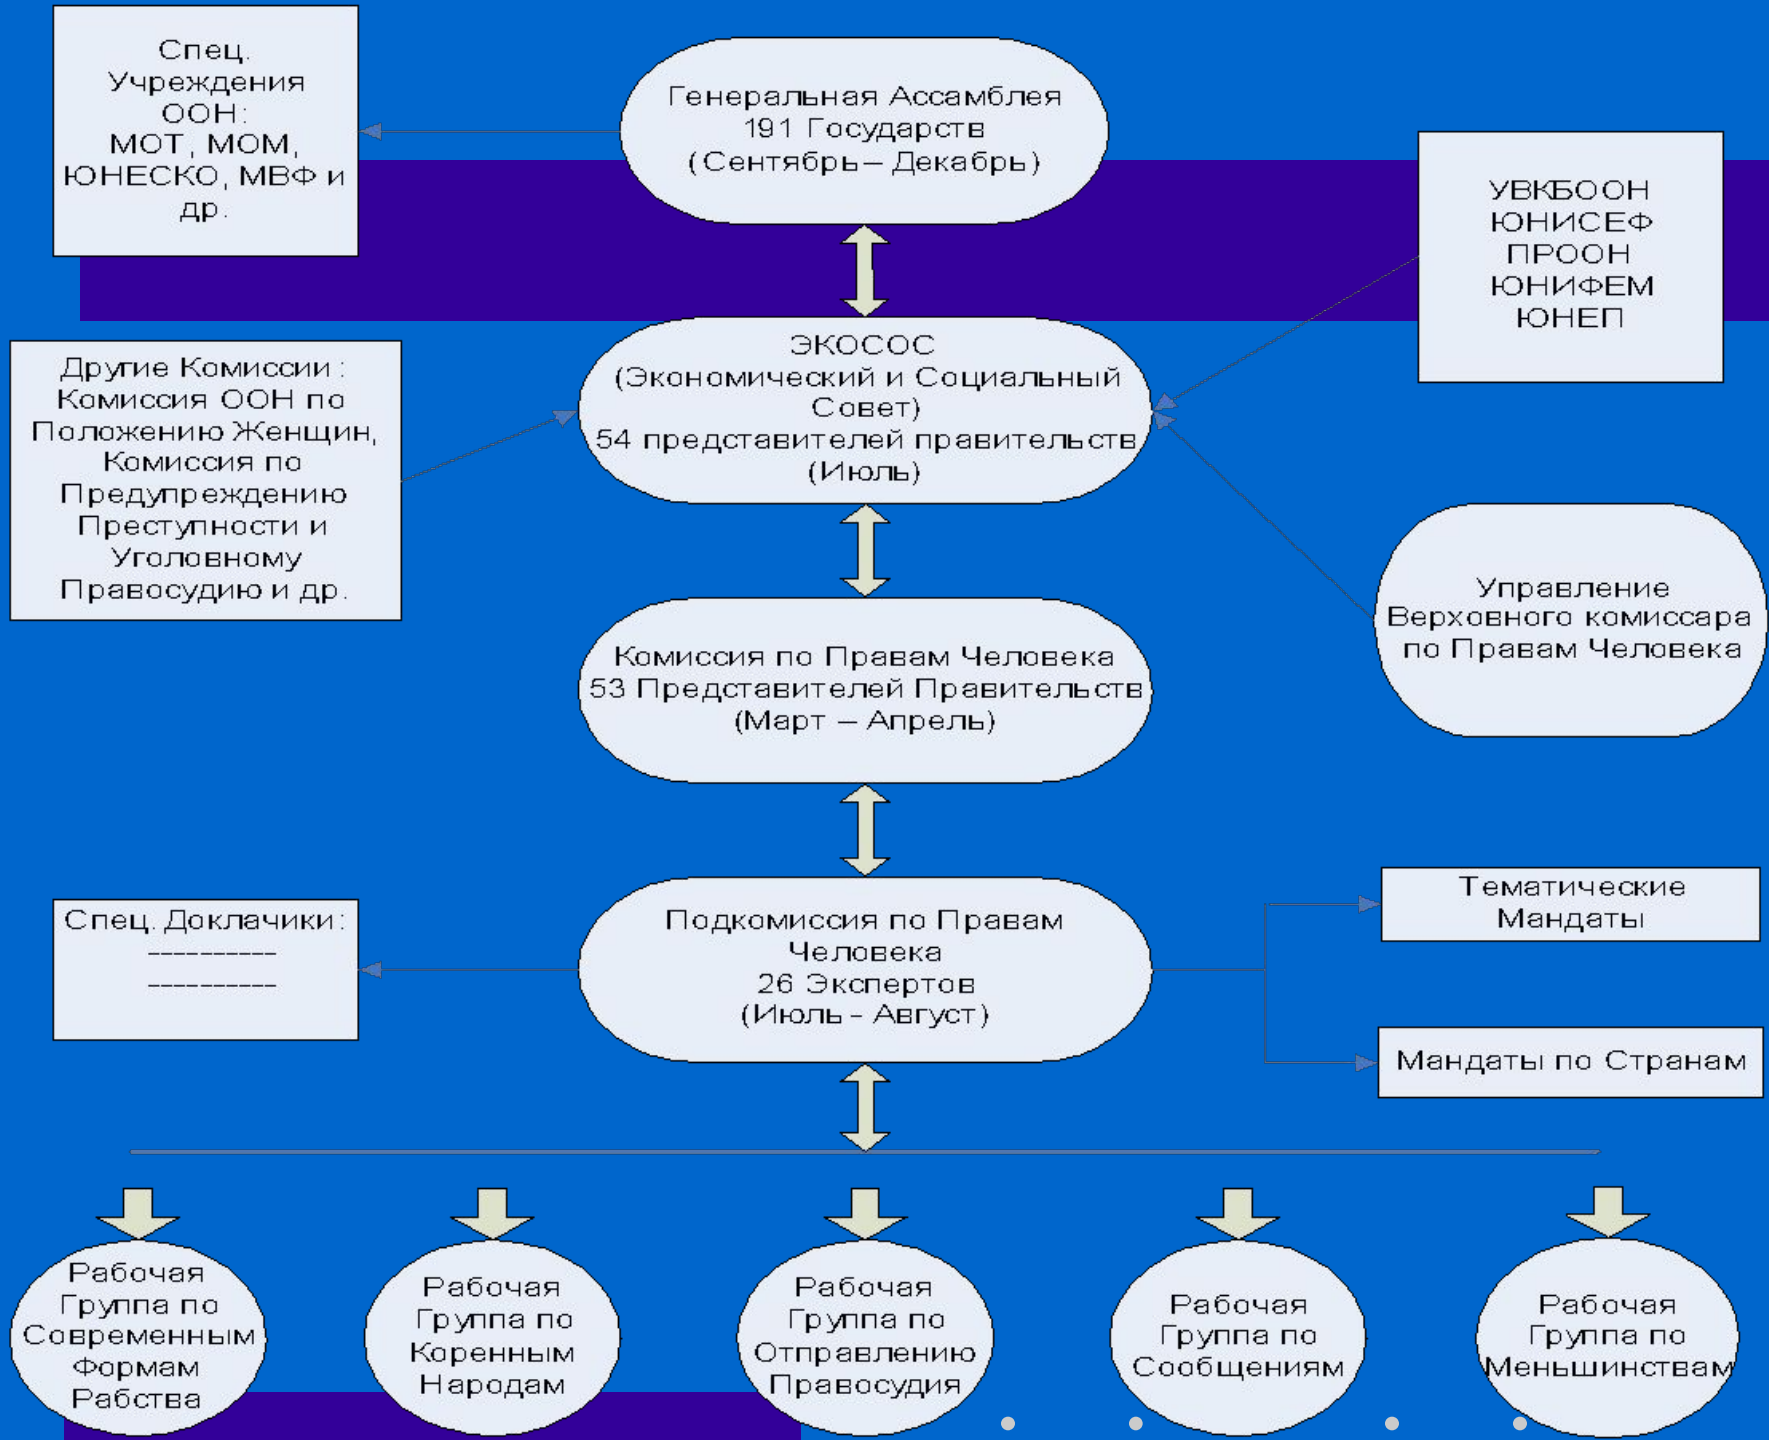 Спец.
Учреждения
ООН:
МОТ, МОМ,
ЮНЕСКО, МВФ и
др.
Генеральная Ассамблея
191 Государств
(Сентябрь – Декабрь)
УВКБООН
ЮНИСЕФ
ПРООН
ЮНИФЕМ
ЮНЕП
Другие Комиссии :
Комиссия ООН по
Положению Женщин,
Комиссия по
Предупреждению
Преступности и
Уголовному
Правосудию и др.
ЭКОСОС
(Экономический и Социальный
Совет)
54 представителей правительств
(Июль)
Управление
Верховного комиссара
по Правам Человека
Комиссия по Правам Человека
53 Представителей Правительств
(Март – Апрель)
Спец. Доклачики:
----------
----------
Подкомиссия по Правам
Человека
26 Экспертов
(Июль - Август)
Тематические
Мандаты
Мандаты по Странам
Рабочая
Группа по
Современным
Формам
Рабства
Рабочая
Группа по
Коренным
Народам
Рабочая
Группа по
Отправлению
Правосудия
Рабочая
Группа по
Сообщениям
Рабочая
Группа по
Меньшинствам